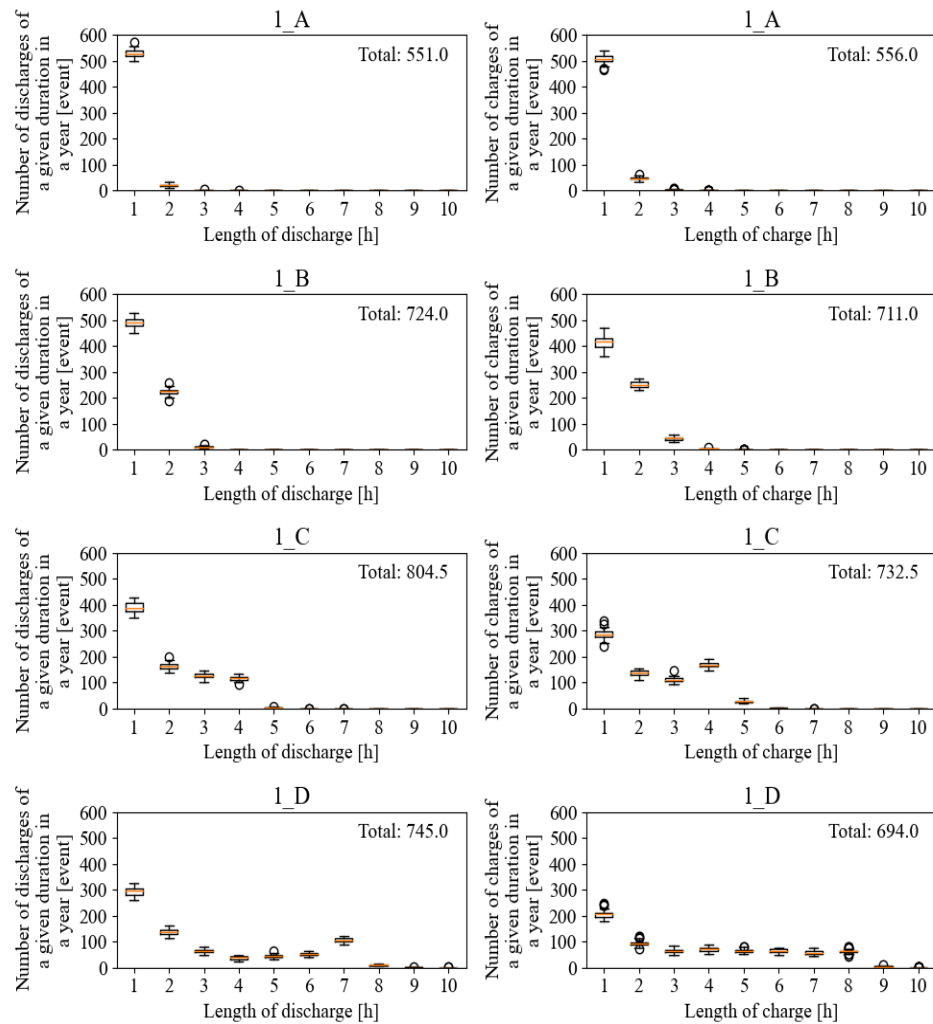 1_A
Number of discharges of
a given duration in
a year [event]
600
500
400
300
200
100
0
Total: 551.0
1 2 3 4 5 6 7 8 9 10
Length of discharge [h]
1_A
Number of charges of
a given duration in
a year [event]
600
500
400
300
200
100
0
Total: 556.0
1 2 3 4 5 6 7 8 9 10
Length of charge [h]
1_B
Number of discharges of
a given duration in
a year [event]
600
500
400
300
200
100
0
Total: 724.0
1 2 3 4 5 6 7 8 9 10
Length of discharge [h]
1_B
Number of charges of
a given duration in
a year [event]
600
500
400
300
200
100
0
Total: 711.0
1 2 3 4 5 6 7 8 9 10
Length of charge [h]
1_C
Number of discharges of
a given duration in
a year [event]
600
500
400
300
200
100
0
Total: 804.5
1 2 3 4 5 6 7 8 9 10
Length of discharge [h]
1_C
Number of charges of
a given duration in
a year [event]
600
500
400
300
200
100
0
Total: 732.5
1 2 3 4 5 6 7 8 9 10
Length of charge [h]
1_D
Number of discharges of
a given duration in
a year [event]
600
500
400
300
200
100
0
Total: 745.0
1 2 3 4 5 6 7 8 9 10
Length of discharge [h]
1_D
Number of charges of
a given duration in
a year [event]
600
500
400
300
200
100
0
Total: 694.0
1 2 3 4 5 6 7 8 9 10
Length of charge [h]